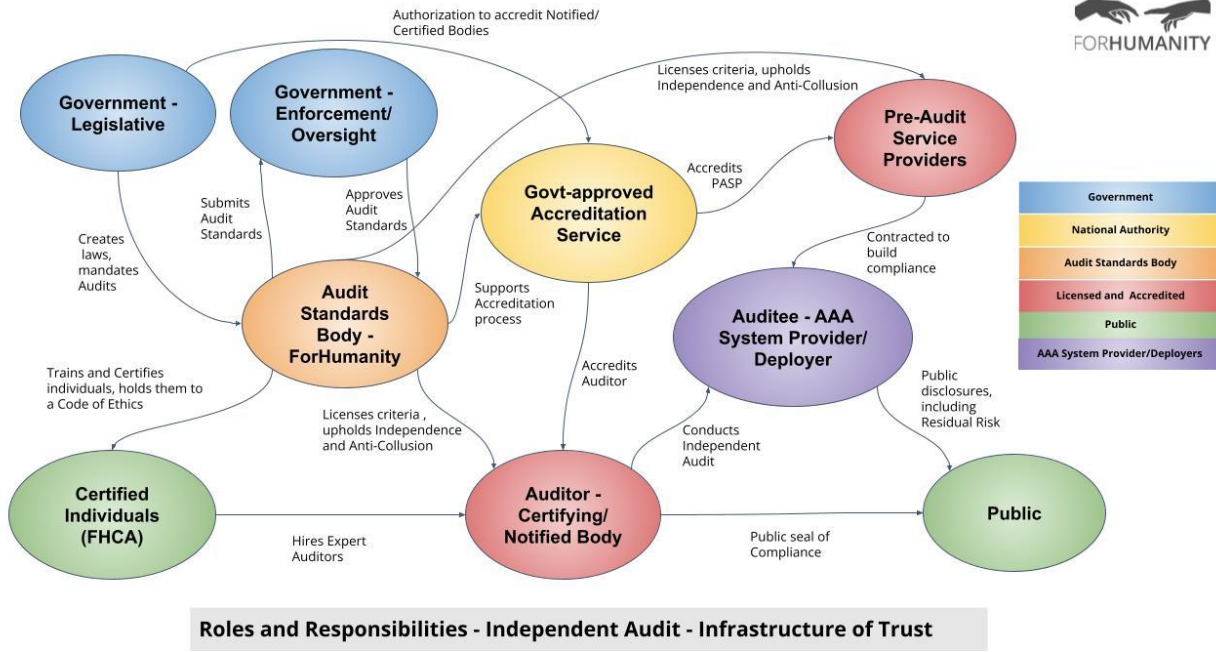 Authorization to accredit Notified/
Certified Bodies
FORHUMANITY
Government -
Legislative
Government -
Enforcement/
Oversight
Licenses criteria, upholds
Independence and Anti-Collusion
Pre-Audit
Service
Providers
Submits
Audit
Standards
Approves
Audit
Standards
Govt-approved
Accreditation
Service
Accredits
PASP
Creates
laws,
mandates
Audits
Contracted to
build
compliance
Government
National Authority
Audit Standards Body
Licensed and Accredited
Public
AAA System Provider/Deployers
Audit
Standards
Body -
ForHumanity
Supports
Accreditation
process
Auditee - AAA
System Provider/
Deployer
Trains and Certifies
individuals, holds them to
a Code of Ethics
Accredits
Auditor
Public
disclosures,
including
Residual Risk
Licenses criteria ,
upholds Independence
and Anti-Collusion
Conducts
Independent
Audit
Certified
Individuals
(FHCA)
Hires Expert
Auditors
Auditor -
Certifying/
Notified Body
Public seal of
Compliance
Public
Roles and Responsibilities - Independent Audit - Infrastructure of Trust